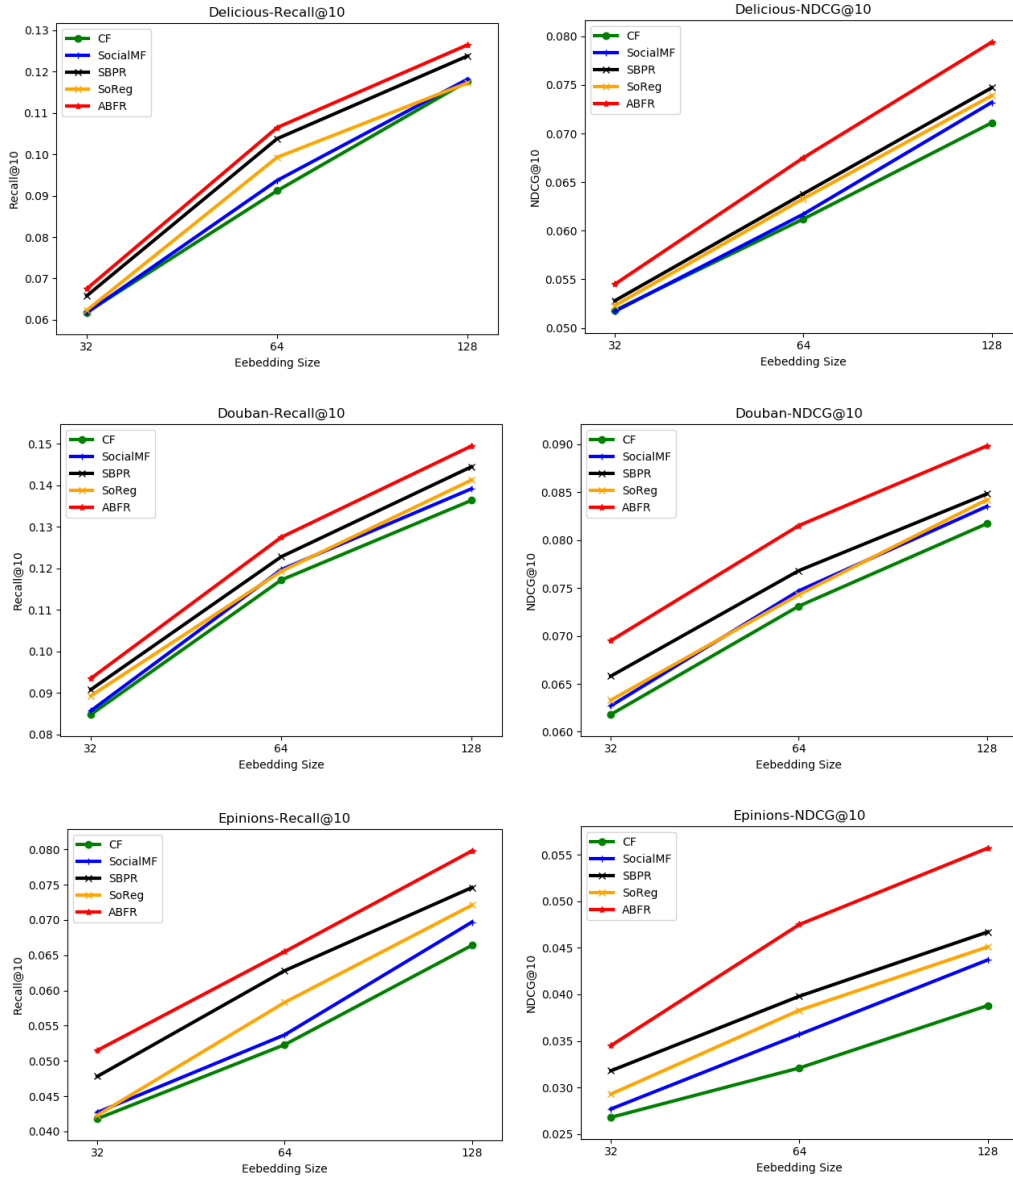 Delicious-Recall@10
0.13
0.12
0.11
0.10
0.09
0.08
0.07
0.06
Recall@10
CF
SocialMF
SBPR
SoReg
ABFR
32
64
128
Eebedding Size
Delicious-NDCG@10
0.080
0.075
0.070
0.065
0.060
0.055
0.050
NDCG@10
CF
SocialMF
SBPR
SoReg
ABFR
32
64
128
Eebedding Size
Douban-Recall@10
0.15
0.14
0.13
0.12
0.11
0.10
0.09
0.08
Recall@10
CF
SocialMF
SBPR
SoReg
ABFR
32
64
128
Eebedding Size
Douban-NDCG@10
0.090
0.085
0.080
0.075
0.070
0.065
0.060
NDCG@10
CF
SocialMF
SBPR
SoReg
ABFR
32
64
128
Eebedding Size
Epinions-Recall@10
0.080
0.075
0.070
0.065
0.060
0.055
0.050
0.045
0.040
Recall@10
CF
SocialMF
SBPR
SoReg
ABFR
32
64
128
Eebedding Size
Epinions-NDCG@10
0.055
0.050
0.045
0.040
0.035
0.030
0.025
NDCG@10
CF
SocialMF
SBPR
SoReg
ABFR
32
64
128
Eebedding Size